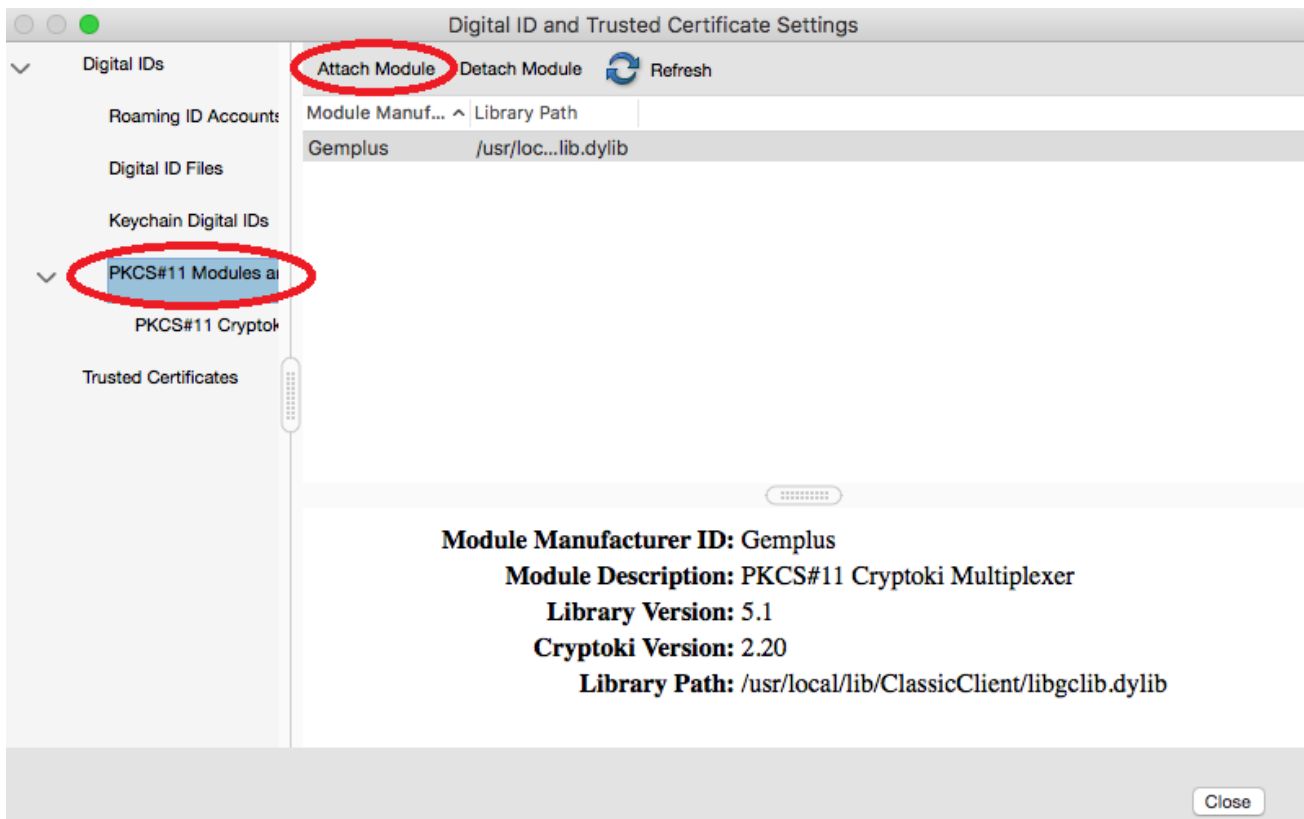 Digital ID and Trusted Certificate Settings
Digital IDs
Roaming ID Accounts
Digital ID Files
Keychain Digital IDs
PKCS#11 Modules a
PKCS#11 Cryptok
Trusted Certificates
Attach Module Detach Module Refresh
Module Manuf... Library Path
Gemplus /usr/loc...lib.dylib
Module Manufacturer ID: Gemplus
Module Description: PKCS#11 Cryptoki Multiplexer
Library Version: 5.1
Cryptoki Version: 2.20
Library Path: /usr/local/lib/ClassicClient/libgclib.dylib
Close